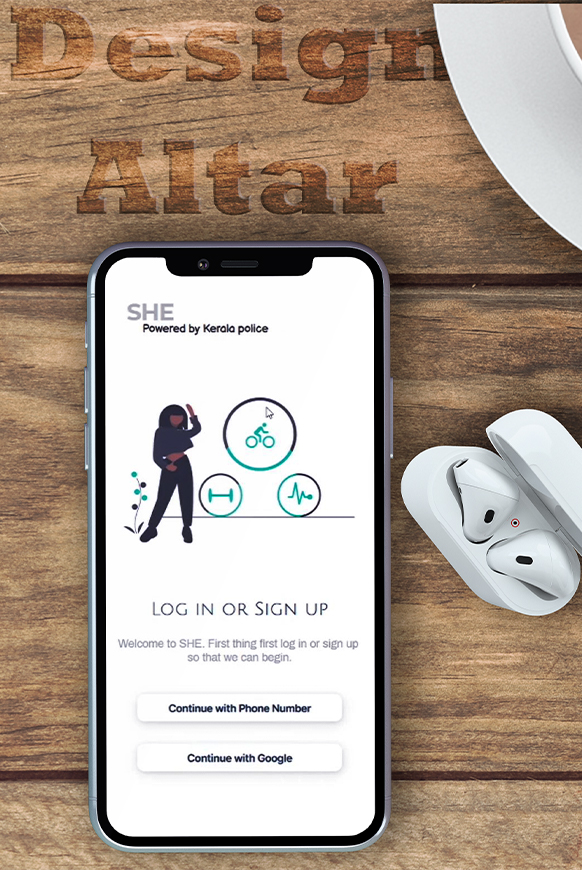 Design
Altar
SHE
Powered by Kerala police
Log in or Sign up
Welcome to SHE. First thing first log in or sign up
so that we can begin.
Continue with Phone Number
Continue with Google